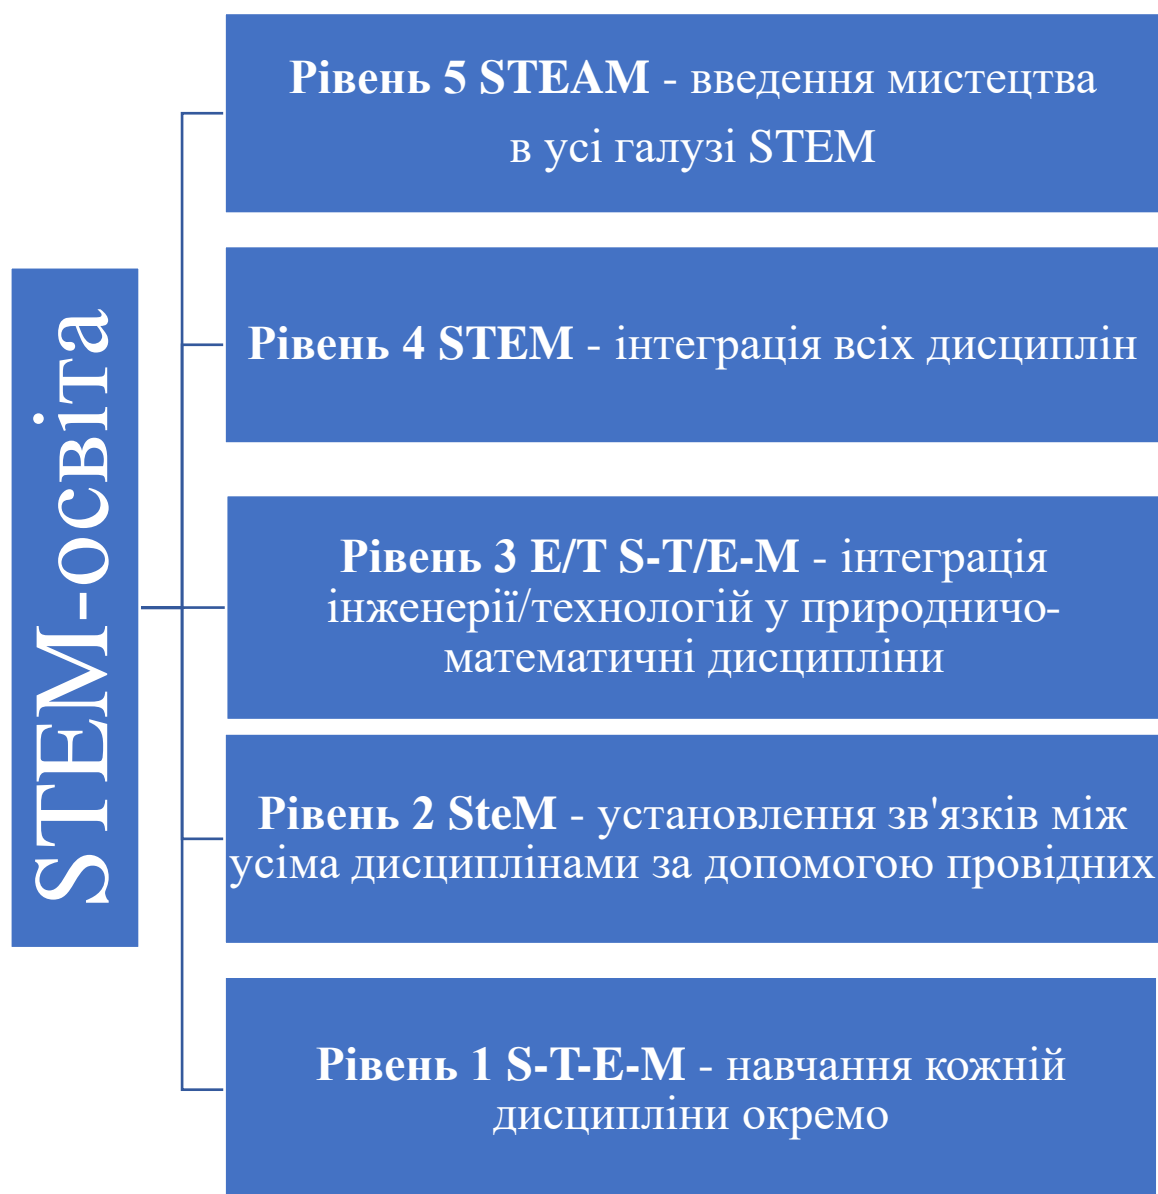 STEM-освіта
Рівень 5 STEAM - введення мистецтва
в усі галузі STEM
Рівень 4 STEM - інтеграція всіх дисциплін
Рівень 3 E/T S-T/E-M - інтеграція
інженерії/технологій у природничо-
математичні дисципліни
Рівень 2 SteM - установлення зв'язків між
усіма дисциплінами за допомогою провідних
Рівень 1 S-T-E-M - навчання кожній
дисципліни окремо